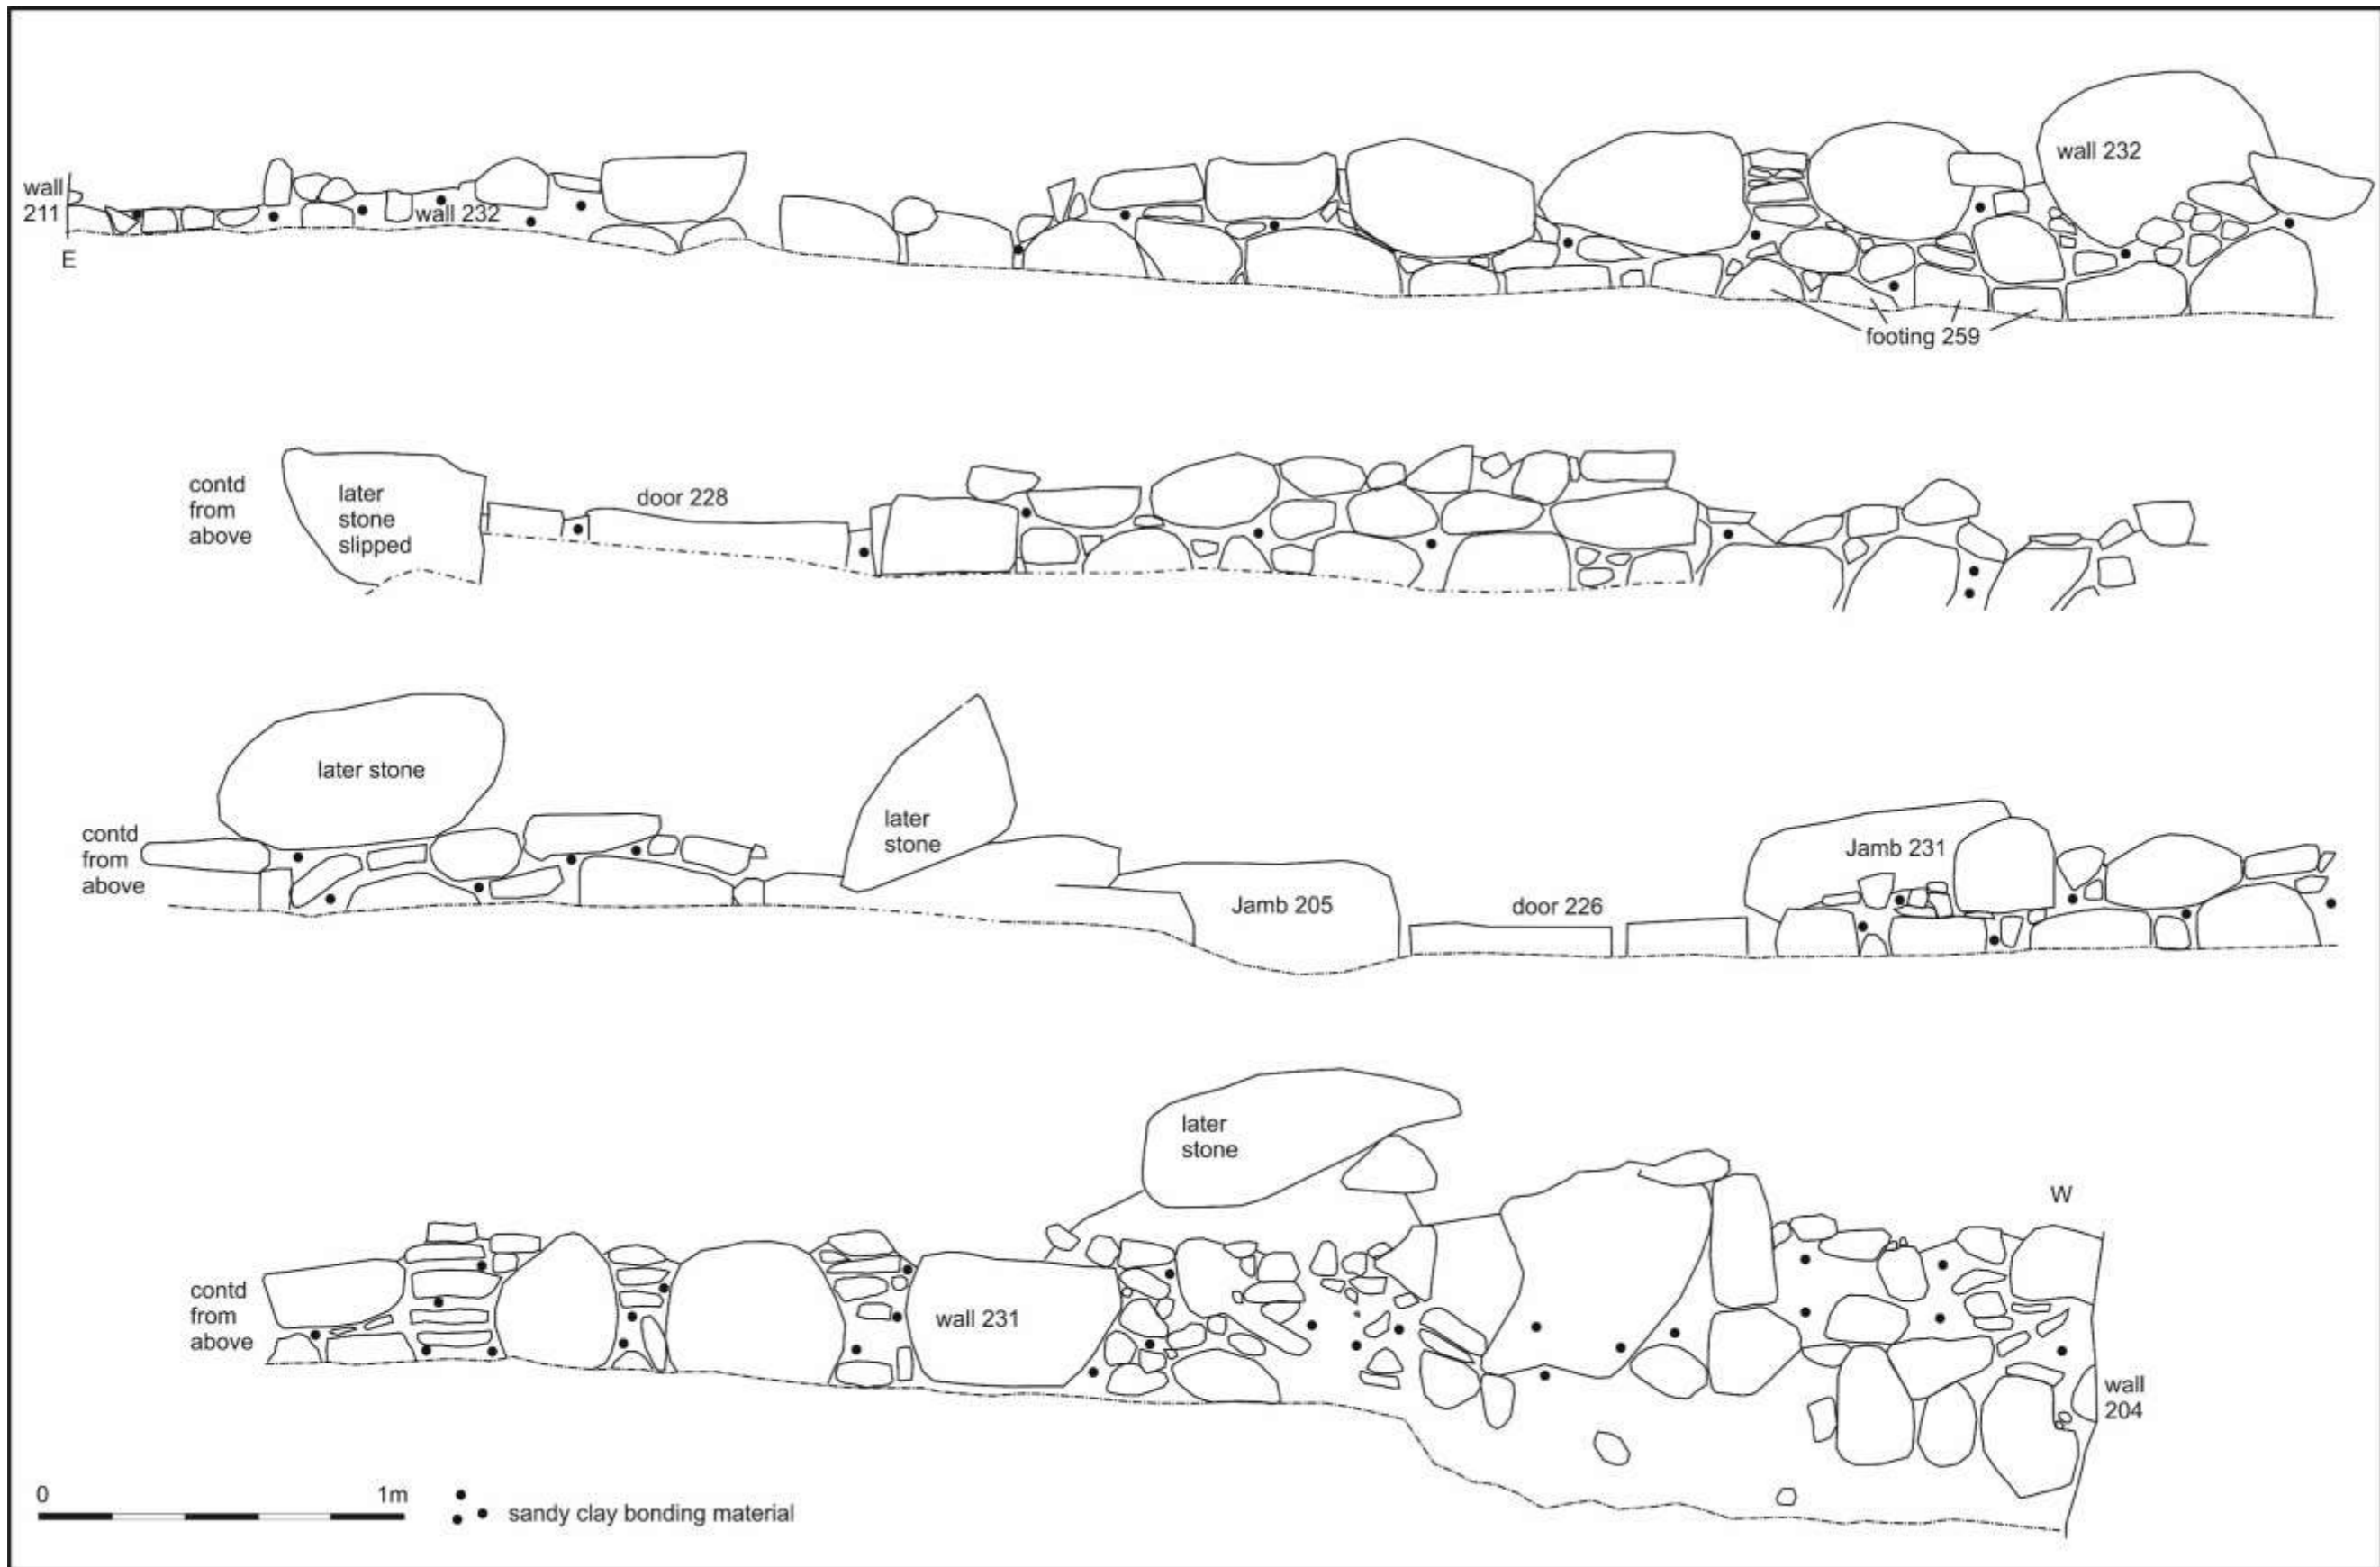 wall
211
E
wall 232
wall 232
footing 259
contd
from
above
later
stone
slipped
door 228
contd
from
above
later stone
later
stone
Jamb 205
door 226
Jamb 231
contd
from
above
later
stone
wall 231
W
wall
204
0 1m
sandy clay bonding material